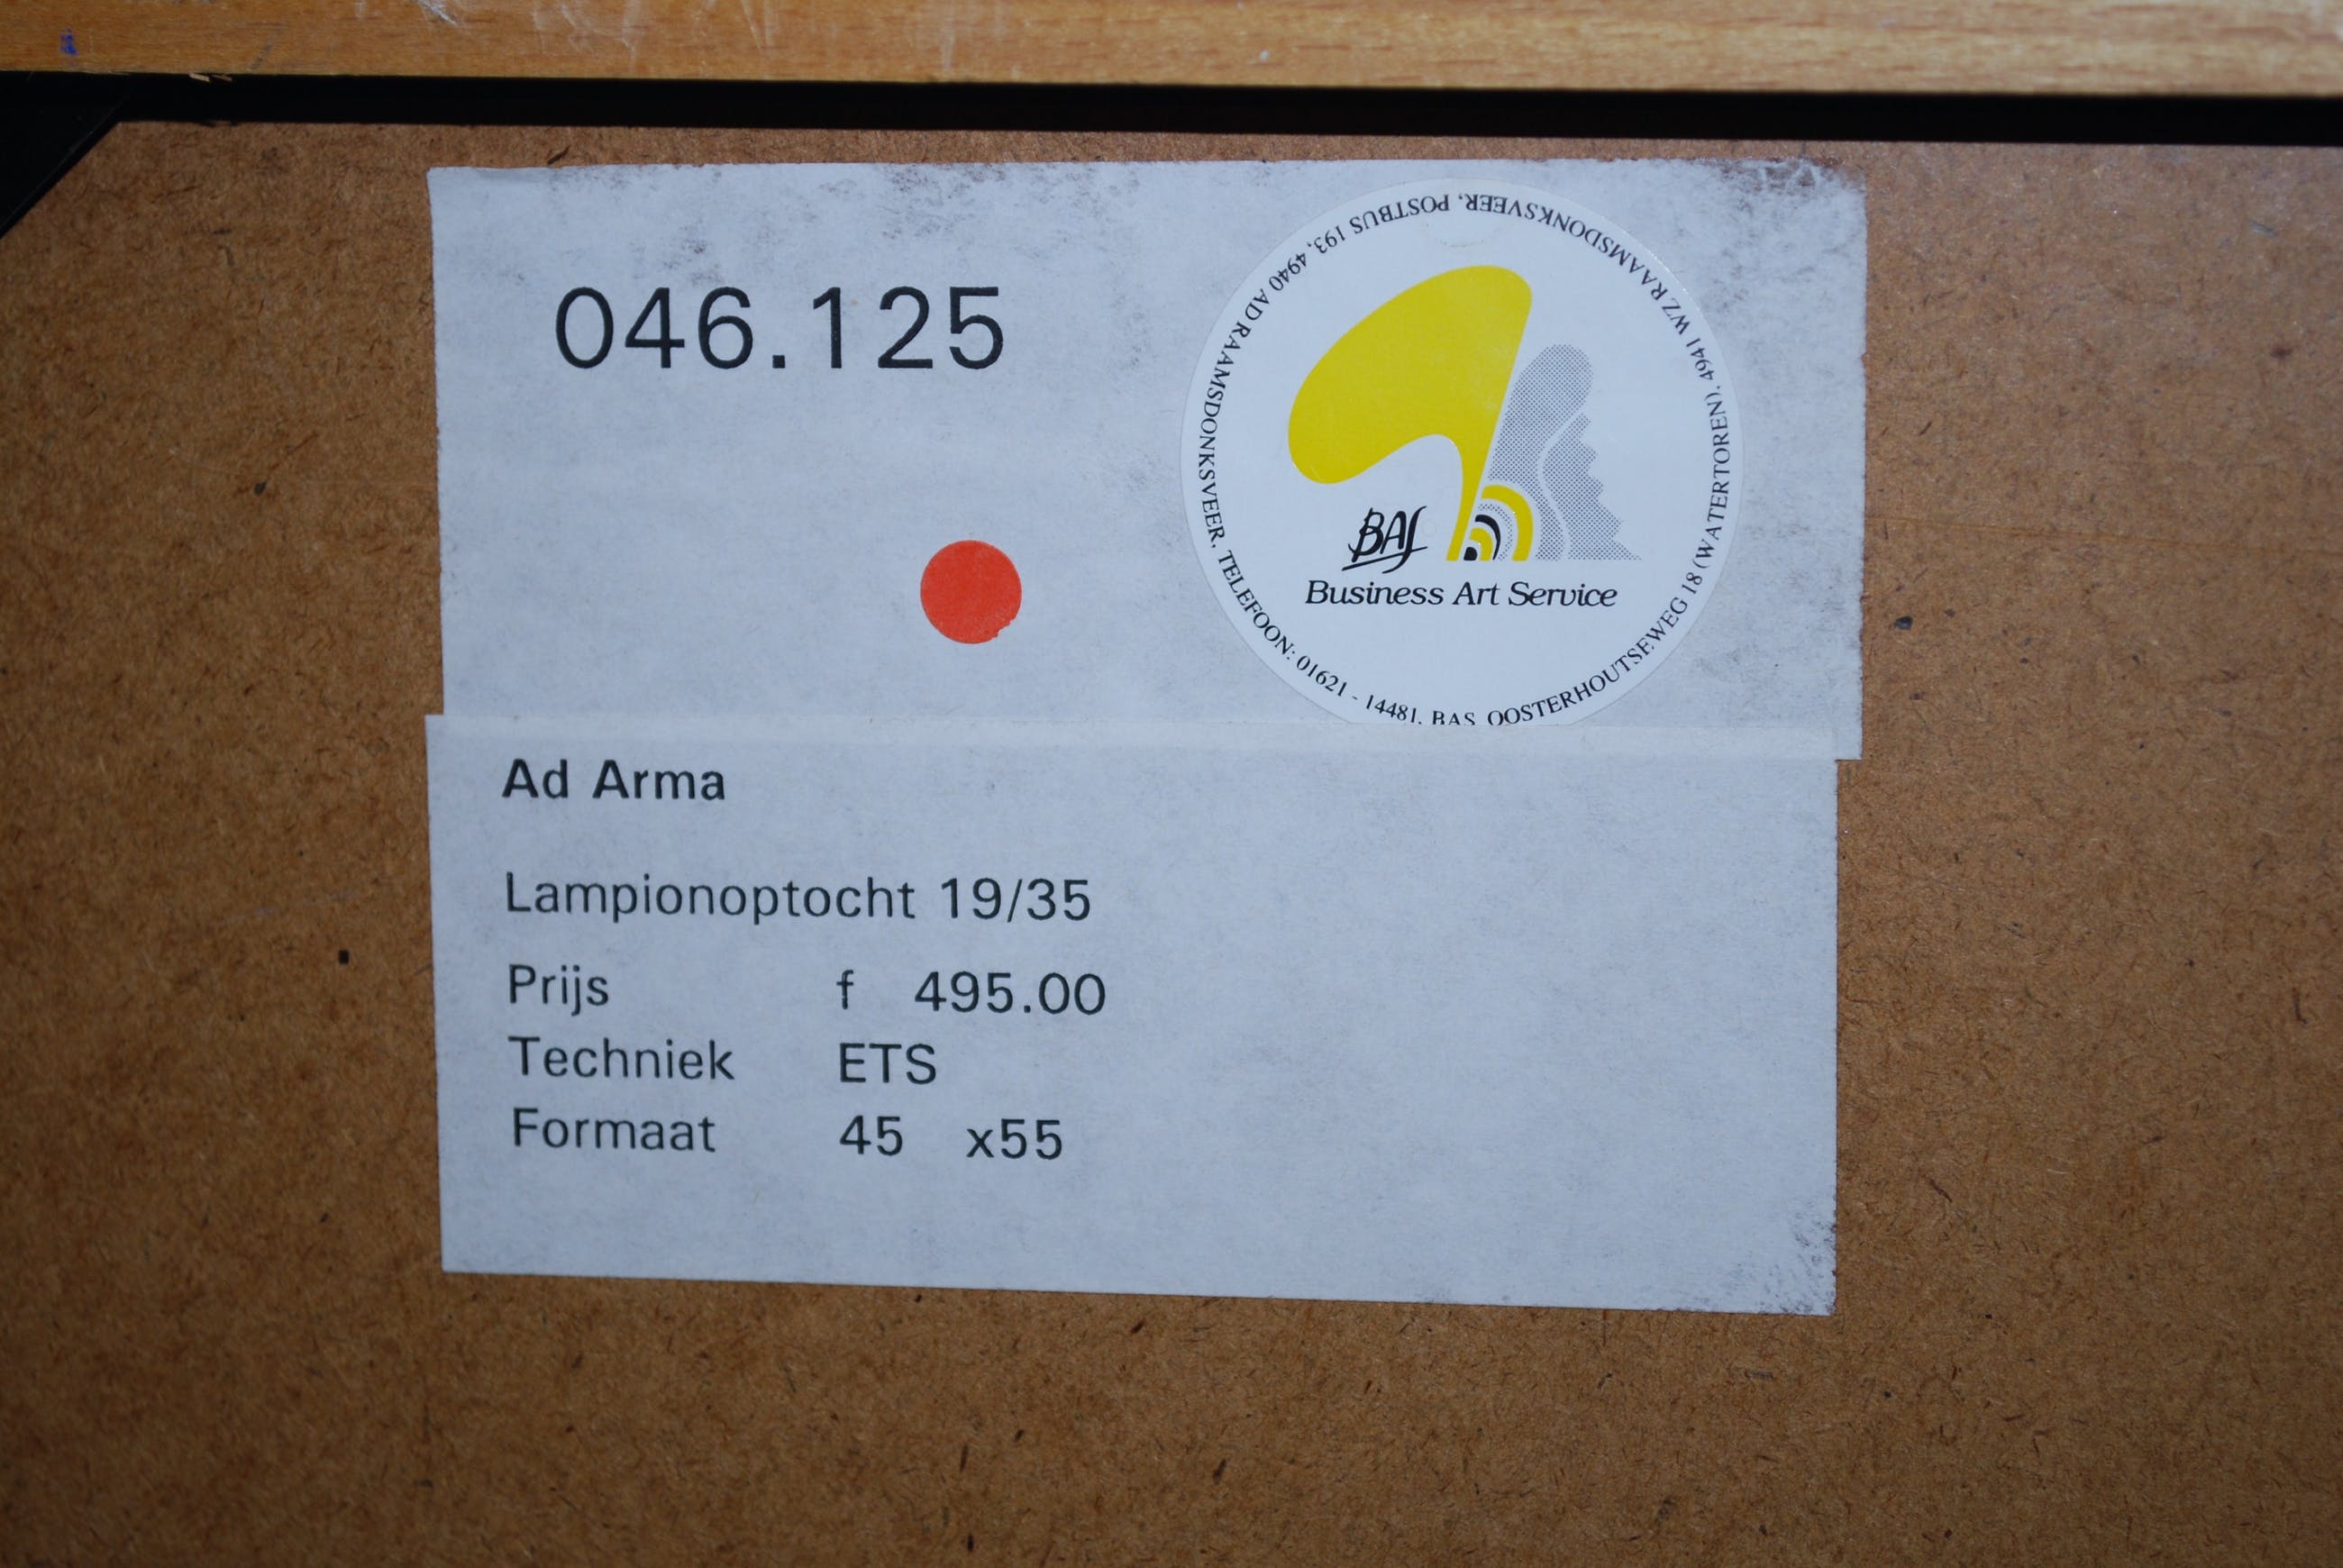 046.125
BAS, OOSTERHOUTSEWEG 18 (WATERTOREN), 4941 WZ RAAMSDONKSVEER, POSTBUS 193, 4940 AD RAAMSDONKSVEER, TELEFOON: 01621 - 14481,
BAS
Business Art Service
Ad Arma
Lampionoptocht 19/35
Prijs f 495.00
Techniek ETS
Formaat 45 x55